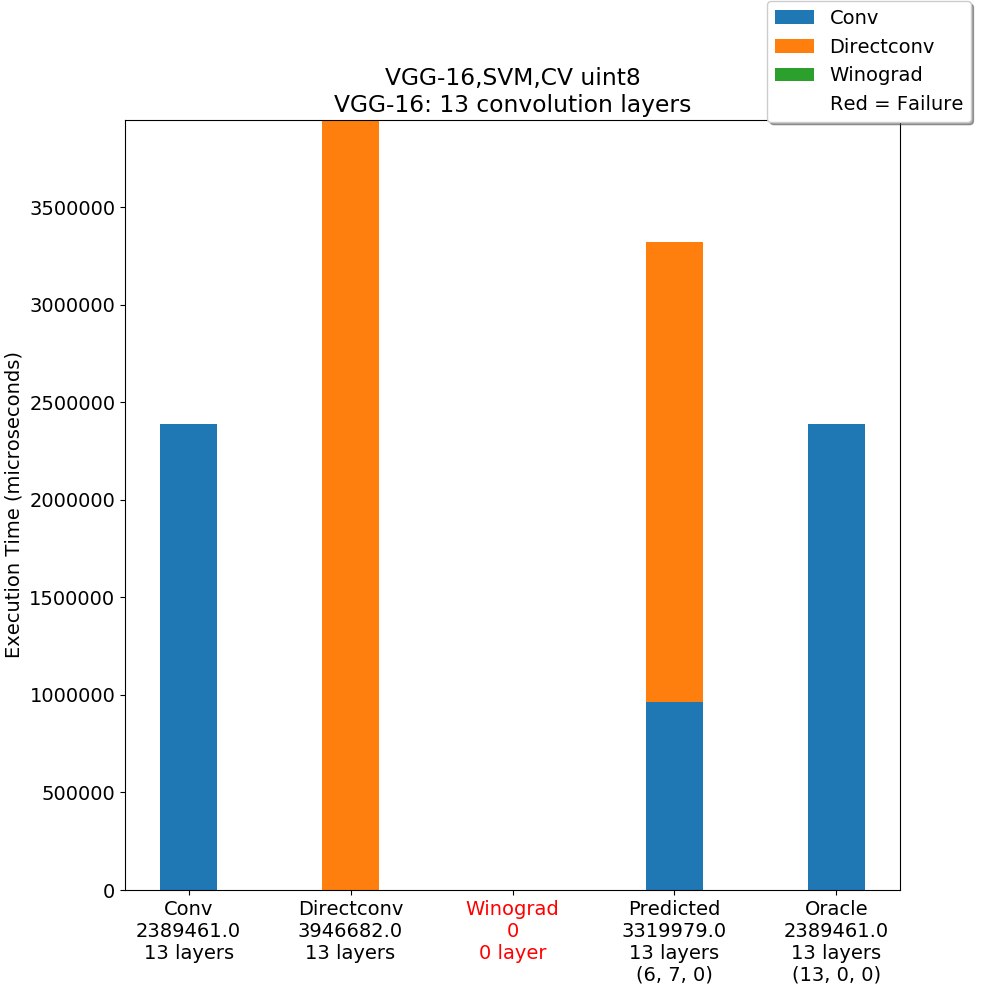 Conv
Directconv
Winograd
Red = Failure
VGG-16,SVM,CV uint8
VGG-16: 13 convolution layers
Execution Time (microseconds)
3500000
3000000
2500000
2000000
1500000
1000000
500000
0
Conv
2389461.0
13 layers
Directconv
3946682.0
13 layers
Winograd
0
0 layer
Predicted
3319979.0
13 layers
(6, 7, 0)
Oracle
2389461.0
13 layers
(13, 0, 0)